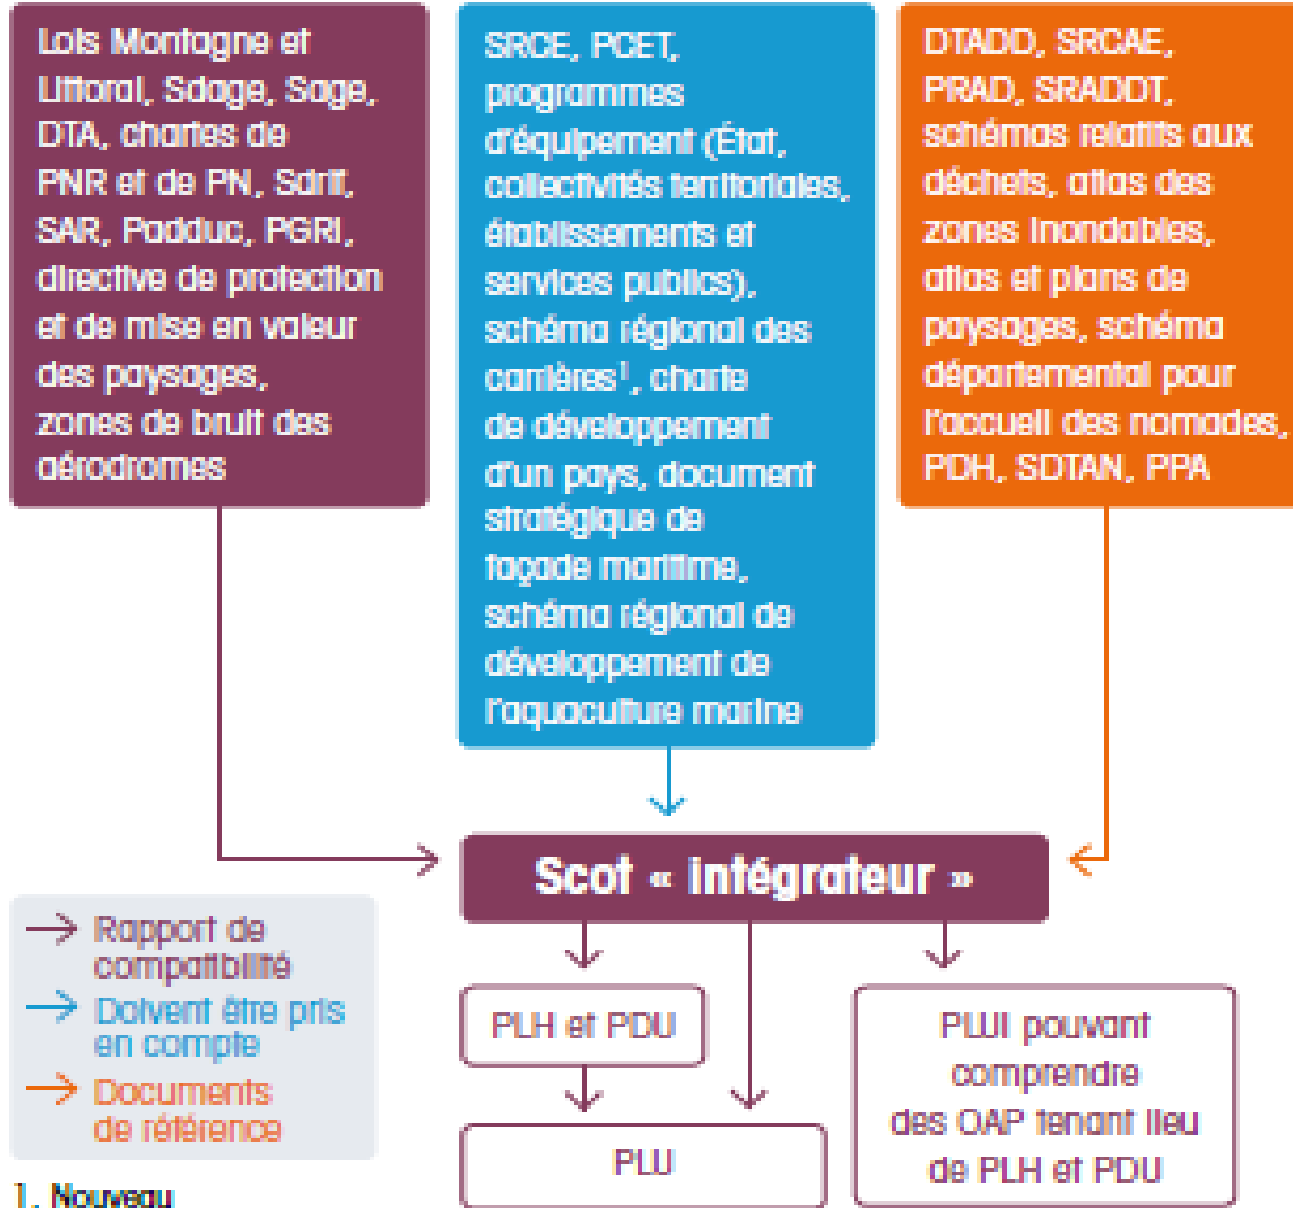 Lois Montagne et
Littoral, Sdage, Sage,
DTA, chartes de
PNR et de PN, Sdrif,
SAR, Padduc, PGRI,
directive de protection
et de mise en valeur
des paysages,
zones de bruit des
aérodromes
SRCE, PCET,
programmes
d'équipement (État,
collectivités territoriales,
établissements et
services publics),
schéma régional des
carrières¹, charte
de développement
d'un pays, document
stratégique de
façade maritime,
schéma régional de
développement de
l'aquaculture marine
DTADD, SRCAE,
PRAD, SRADDT,
schémas relatifs aux
déchets, atlas des
zones inondables,
atlas et plans de
paysages, schéma
départemental pour
l'accueil des nomades,
PDH, SDTAN, PPA
Scot « intégrateur »
Rapport de
compatibilité
Doivent être pris
en compte
Documents
de référence
PLH et PDU
PLU
PLUI pouvant
comprendre
des OAP tenant lieu
de PLH et PDU
1. Nouveau